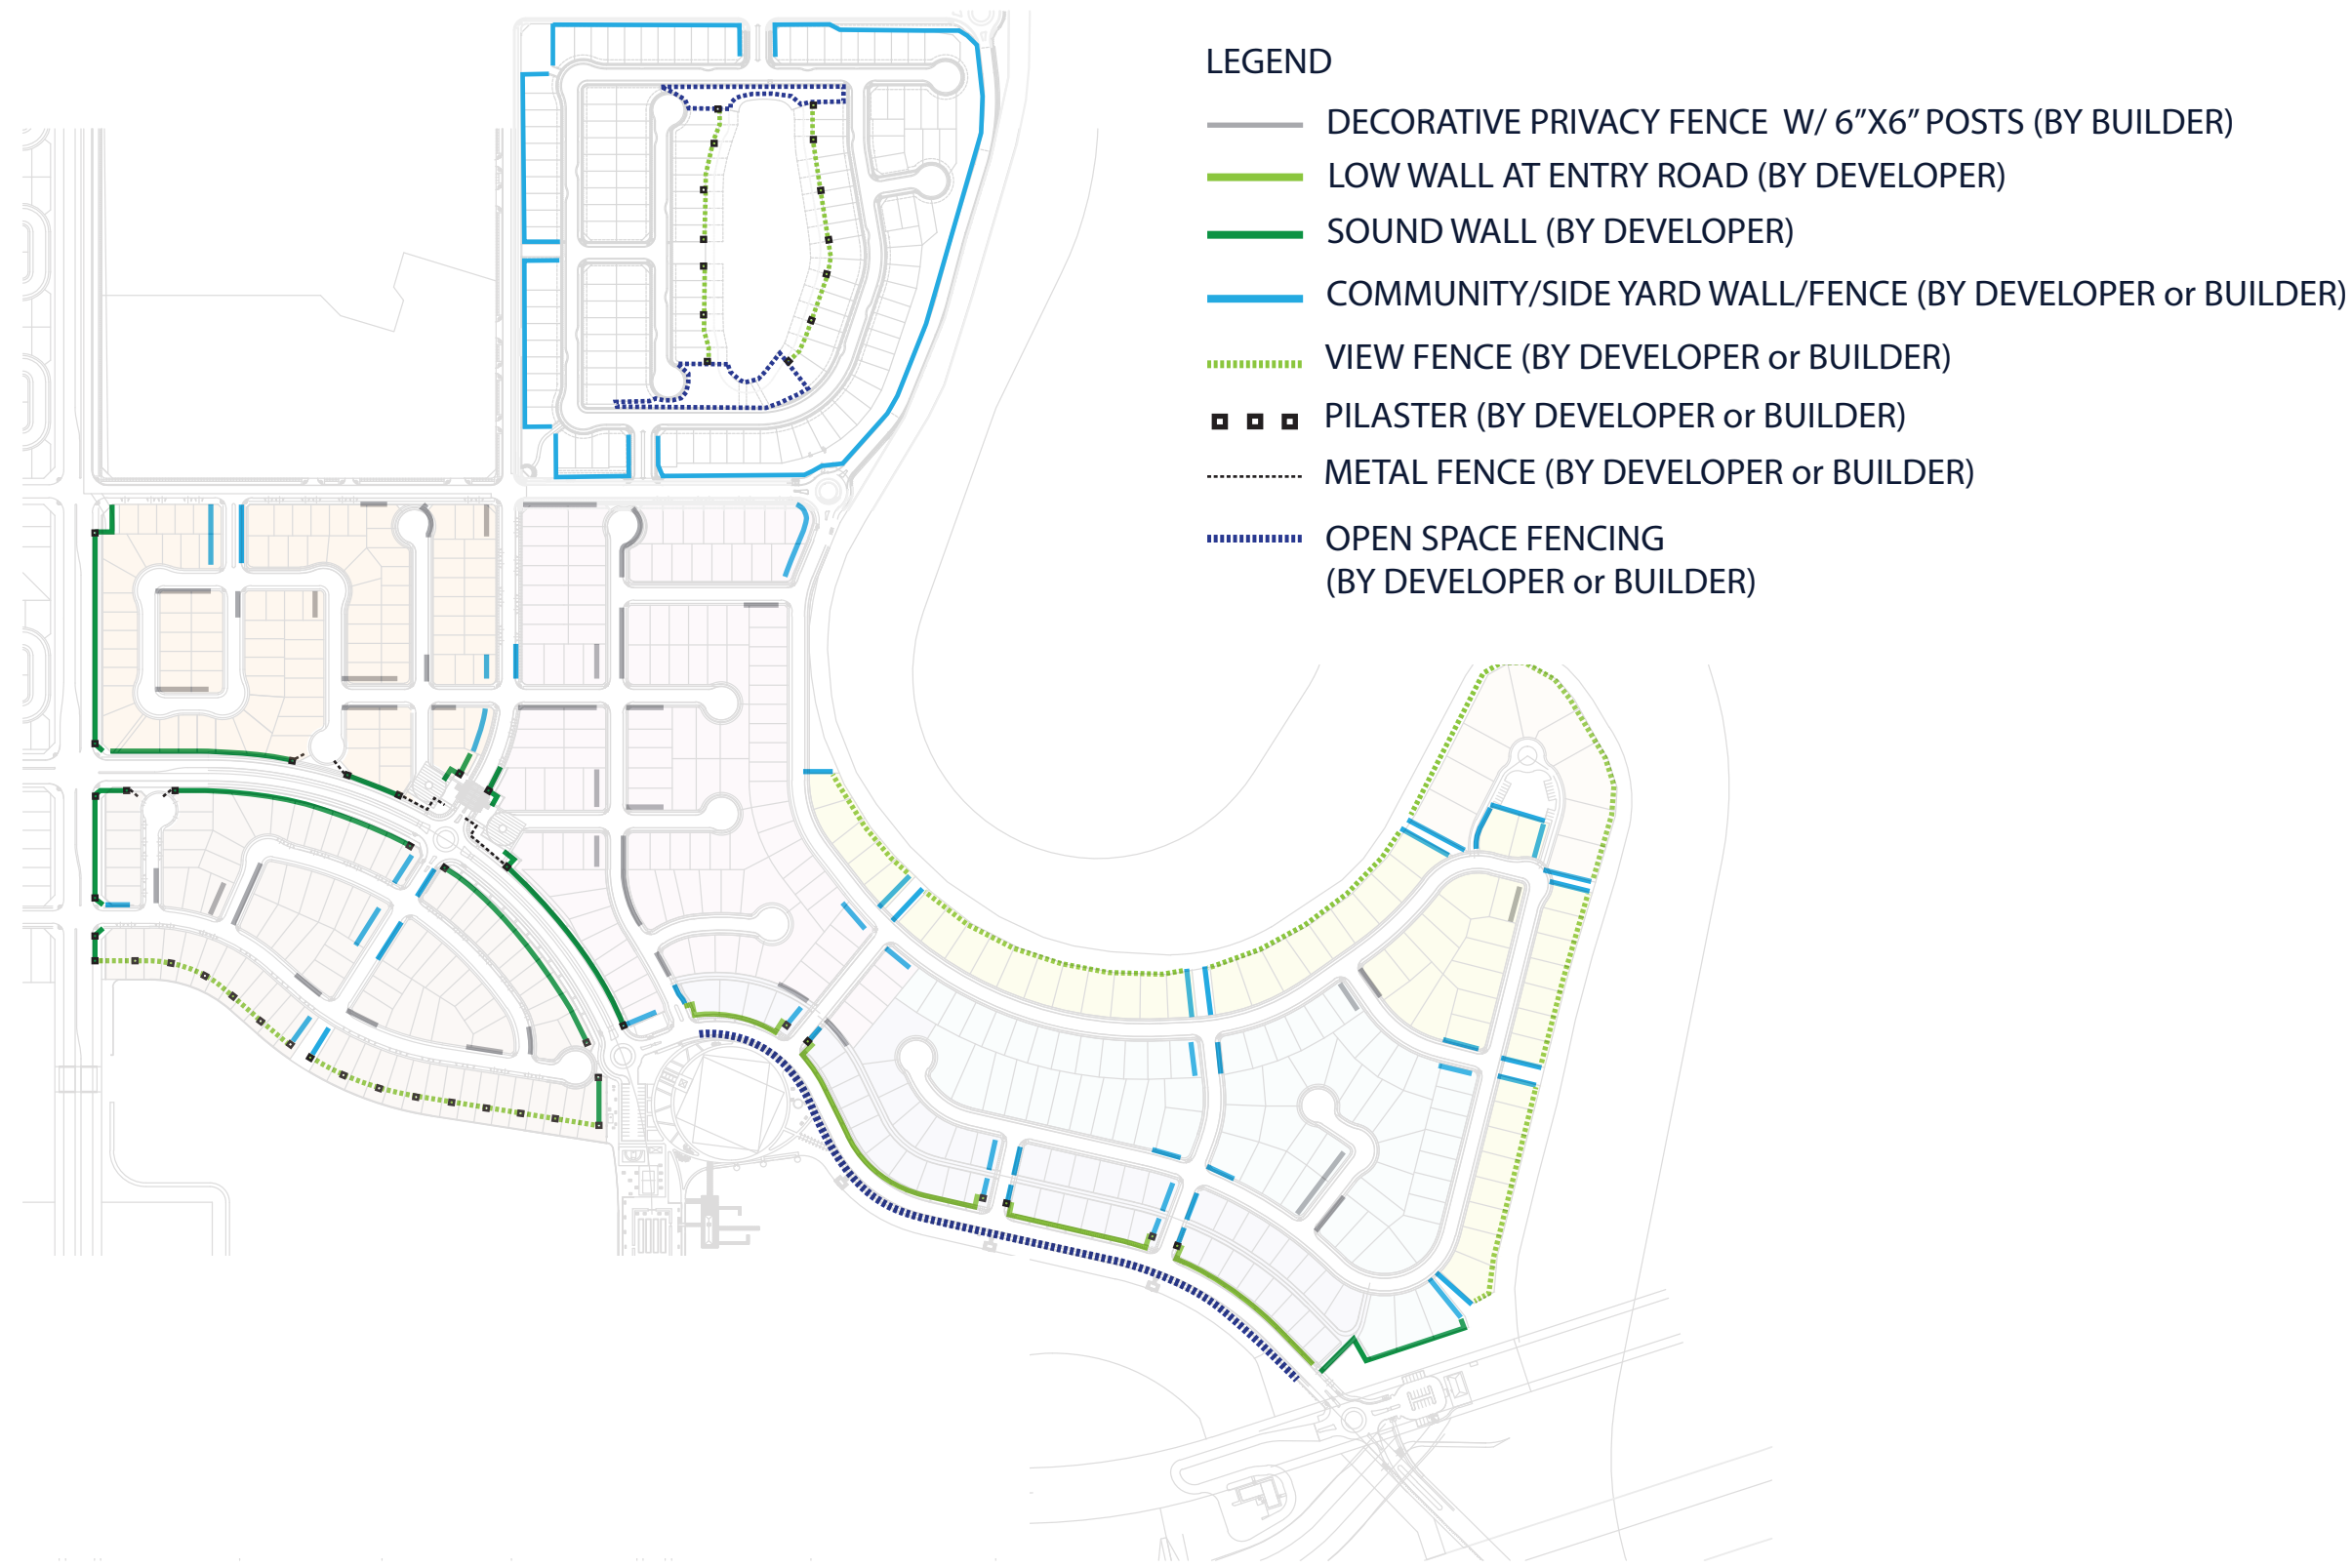 LEGEND
DECORATIVE PRIVACY FENCE W/ 6”X6” POSTS (BY BUILDER)
LOW WALL AT ENTRY ROAD (BY DEVELOPER)
SOUND WALL (BY DEVELOPER)
COMMUNITY/SIDE YARD WALL/FENCE (BY DEVELOPER or BUILDER)
VIEW FENCE (BY DEVELOPER or BUILDER)
PILASTER (BY DEVELOPER or BUILDER)
METAL FENCE (BY DEVELOPER or BUILDER)
OPEN SPACE FENCING
(BY DEVELOPER or BUILDER)